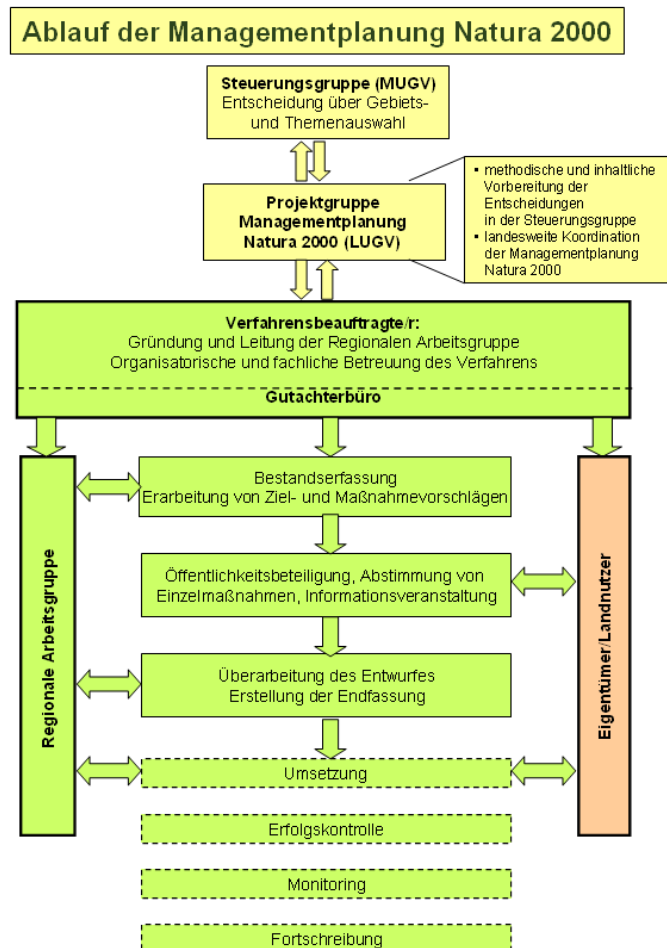 Ablauf der Managementplanung Natura 2000
Steuerungsgruppe (MUGV)
Entscheidung über Gebiets-
und Themenauswahl
Projektgruppe
Managementplanung
Natura 2000 (LUGV)
▪ methodische und inhaltliche
Vorbereitung der
Entscheidungen
in der Steuerungsgruppe
▪ landesweite Koordination
der Managementplanung
Natura 2000
Verfahrensbeauftragte/r:
Gründung und Leitung der Regionalen Arbeitsgruppe
Organisatorische und fachliche Betreuung des Verfahrens
Gutachterbüro
Regionale Arbeitsgruppe
Bestandserfassung
Erarbeitung von Ziel- und Maßnahmevorschlägen
Öffentlichkeitsbeteiligung, Abstimmung von
Einzelmaßnahmen, Informationsveranstaltung
Überarbeitung des Entwurfes
Erstellung der Endfassung
Umsetzung
Erfolgskontrolle
Monitoring
Fortschreibung
Eigentümer/Landnutzer